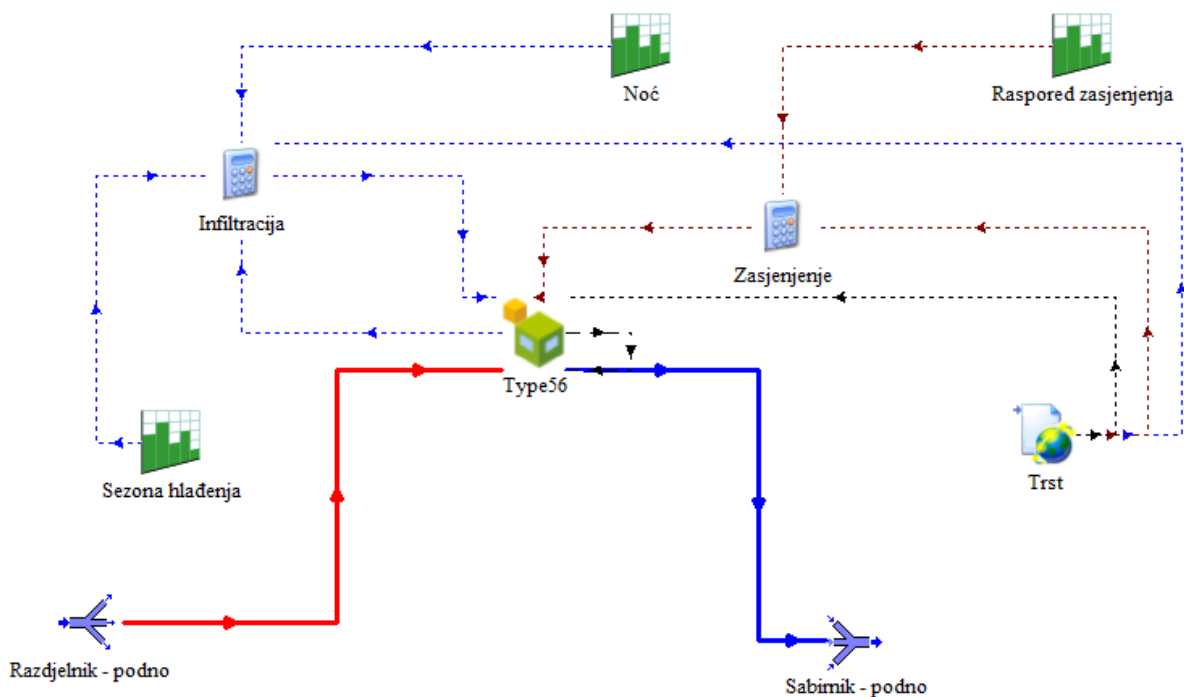 Noć
Raspored zasjenjenja
Infiltracija
Zasjenjenje
Type56
Sezona hlađenja
Trst
Razdjelnik - podno
Sabirnik - podno